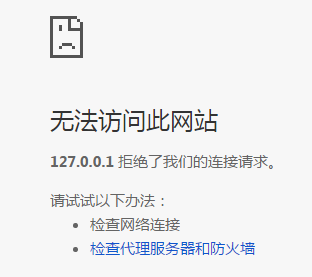 无法访问此网站
127.0.0.1 拒绝了我们的连接请求。
请试试以下办法：
检查网络连接
检查代理服务器和防火墙